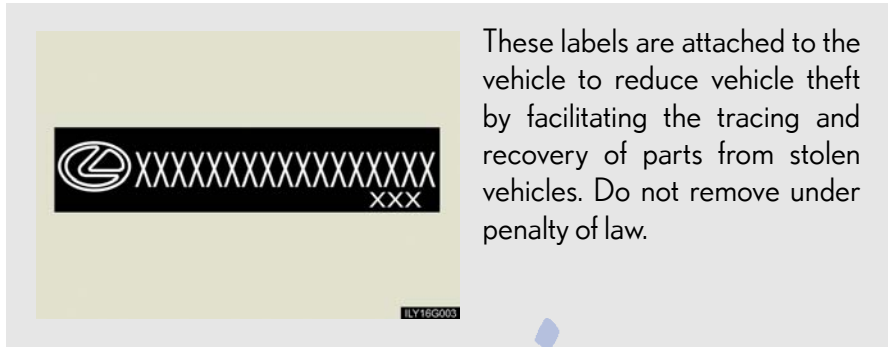 These labels are attached to the
vehicle to reduce vehicle theft
by facilitating the tracing and
recovery of parts from stolen
vehicles. Do not remove under
penalty of law.
XXXXXXXXXXXXXXXXX
XXX
ILY16G003